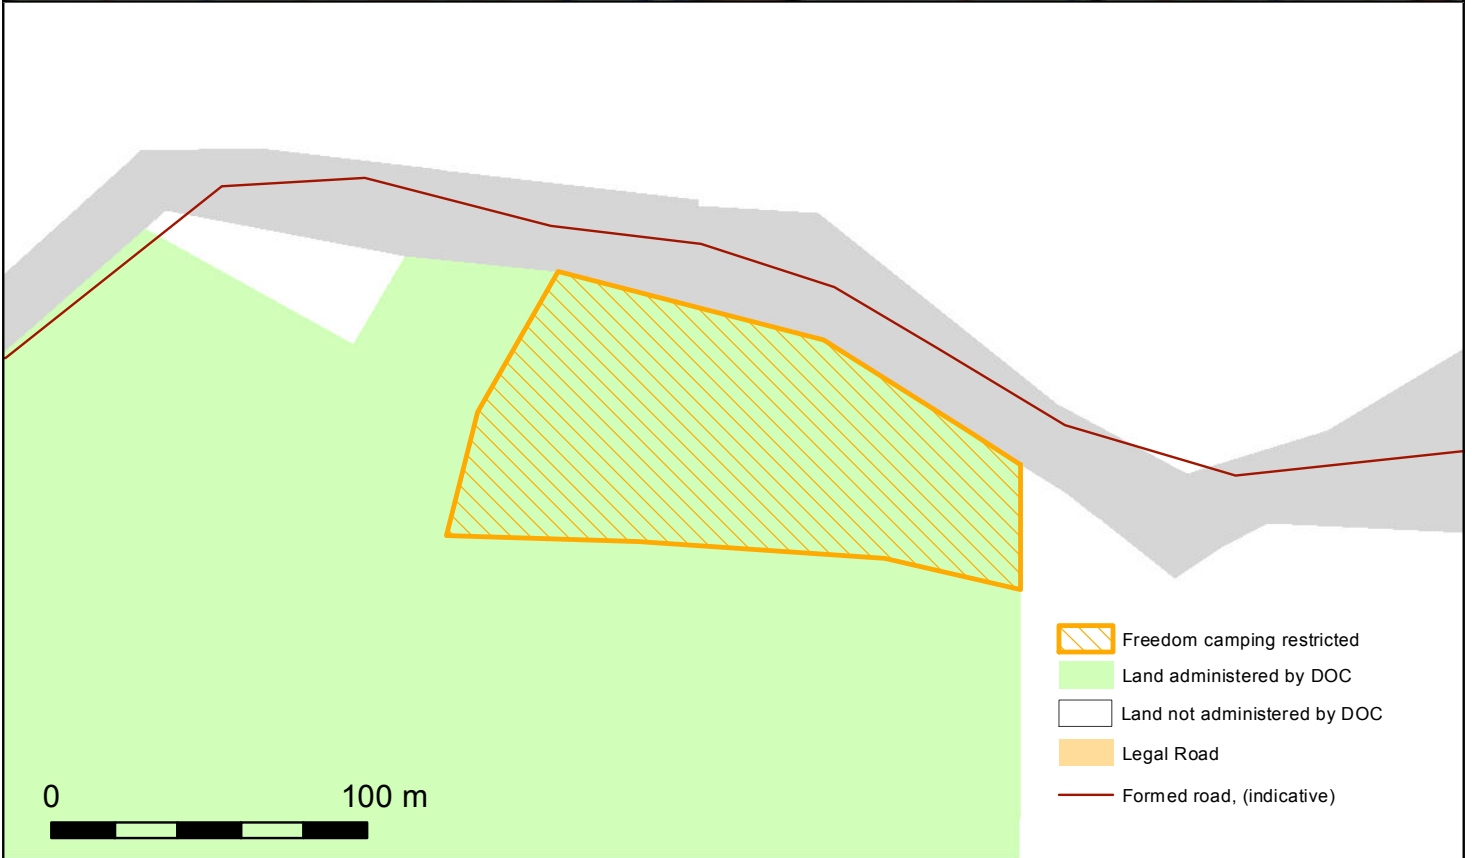 Freedom camping restricted
Land administered by DOC
Land not administered by DOC
Legal Road
Formed road, (indicative)
0 100 m